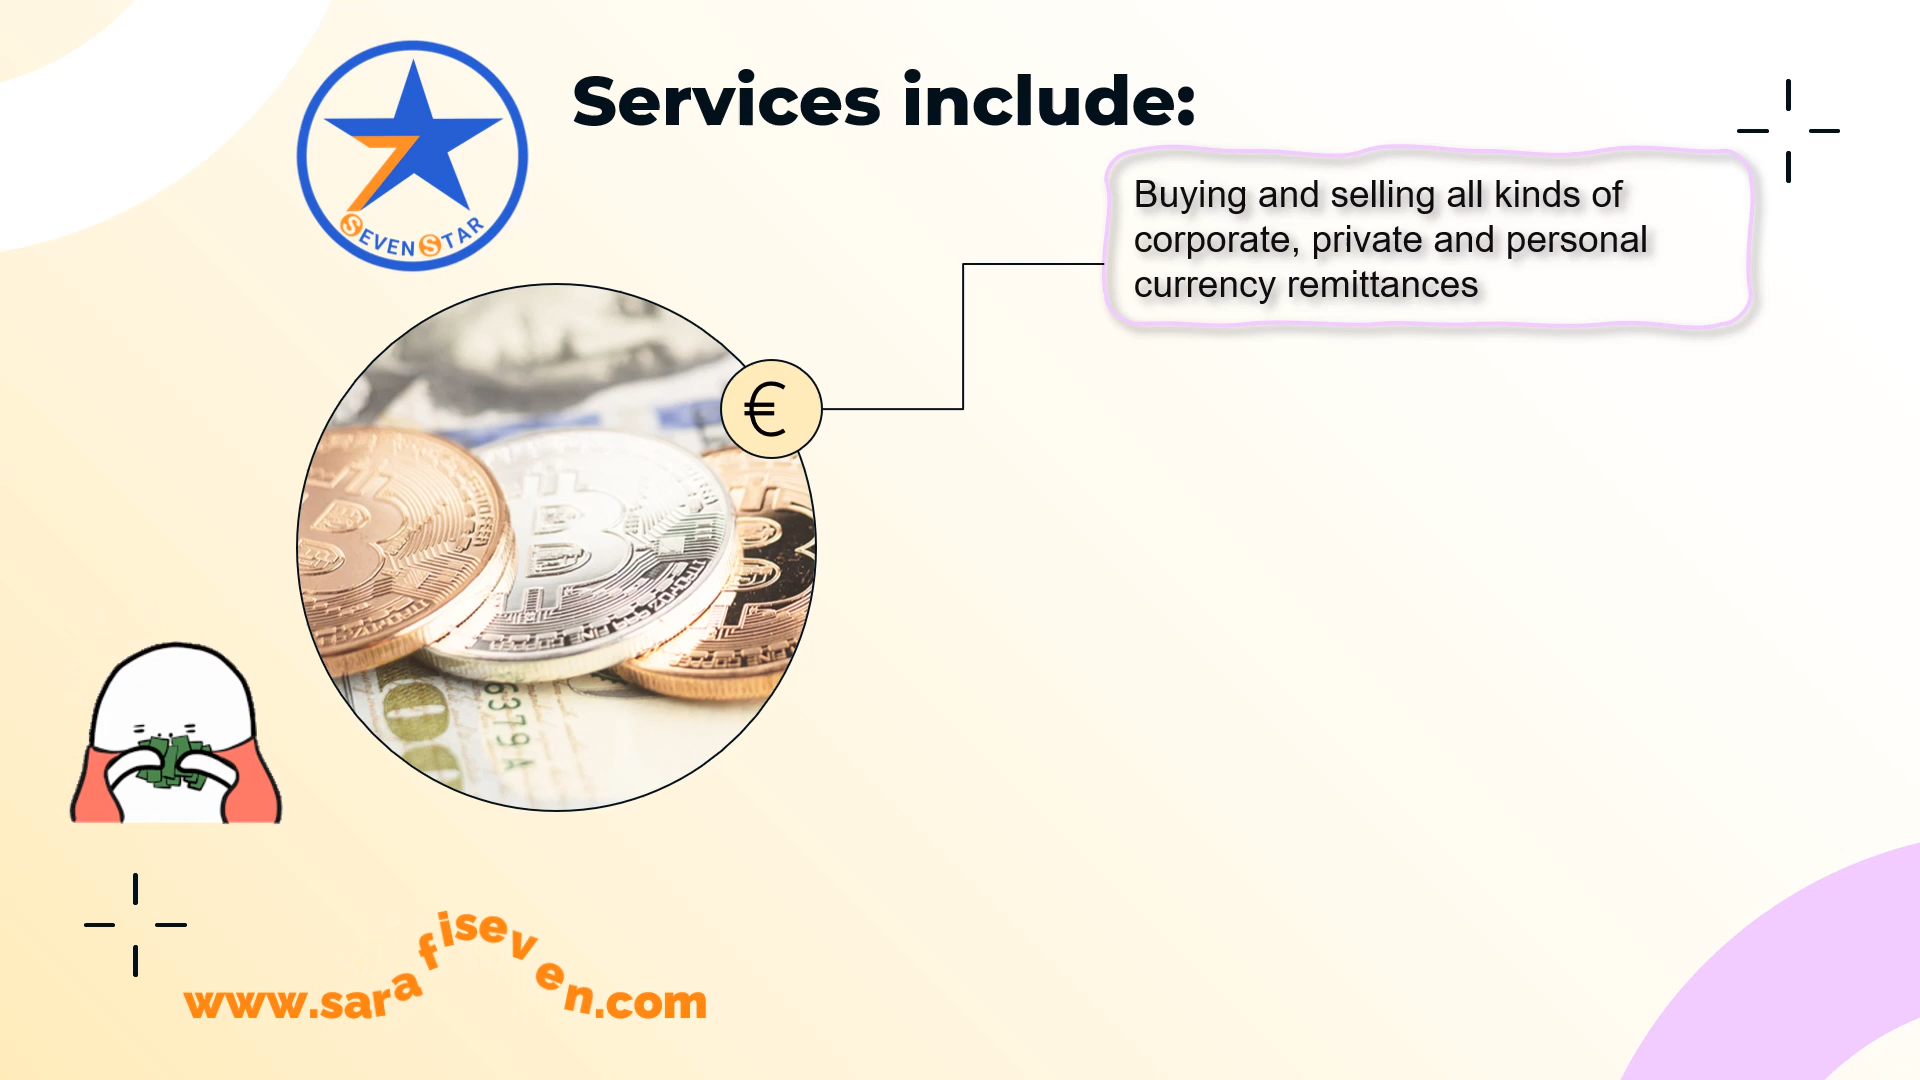 Services include:
SEVEN STAR
Buying and selling all kinds of
corporate, private and personal
currency remittances
€
6379A
www.sarafiseven.com